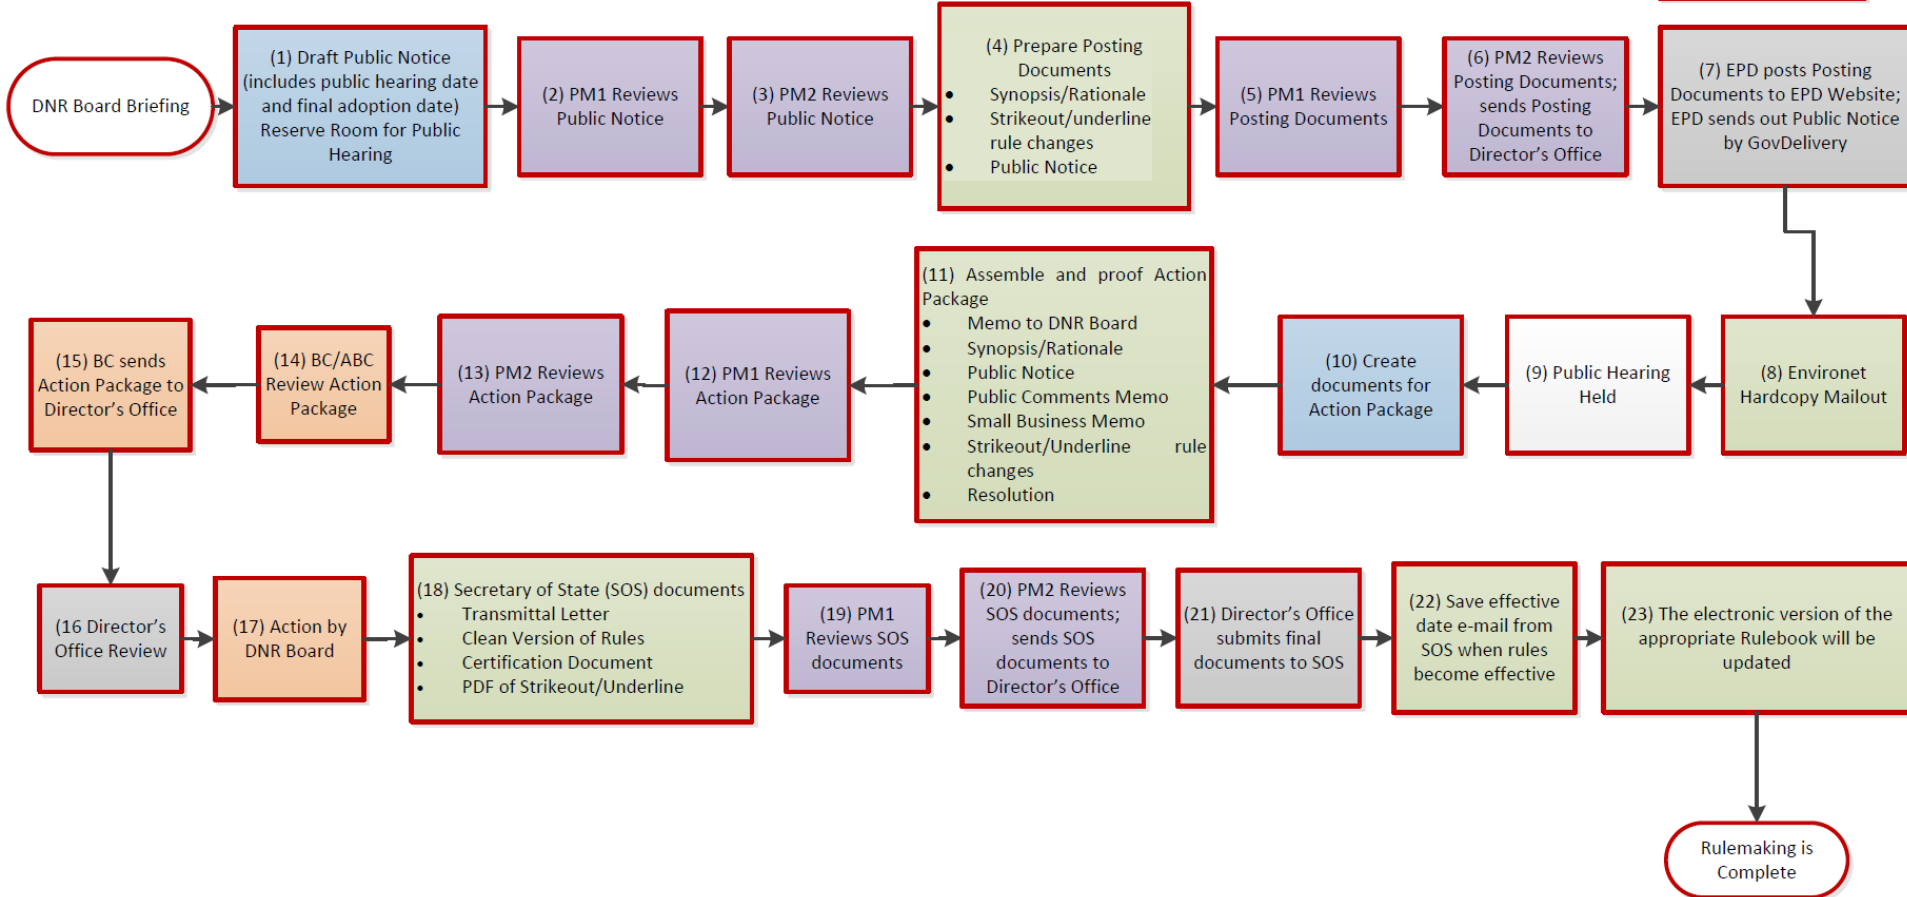 DNR Board Briefing
(1) Draft Public Notice
(includes public hearing date
and final adoption date)
Reserve Room for Public
Hearing
(2) PM1 Reviews
Public Notice
(3) PM2 Reviews
Public Notice
(4) Prepare Posting
Documents
• Synopsis/Rationale
• Strikeout/underline
rule changes
• Public Notice
(5) PM1 Reviews
Posting Documents
(6) PM2 Reviews
Posting Documents;
sends Posting
Documents to
Director's Office
(7) EPD posts Posting
Documents to EPD Website;
EPD sends out Public Notice
by GovDelivery
(8) Environet
Hardcopy Mailout
(9) Public Hearing
Held
(10) Create
documents for
Action Package
(11) Assemble and proof Action
Package
• Memo to DNR Board
• Synopsis/Rationale
• Public Notice
• Public Comments Memo
• Small Business Memo
• Strikeout/Underline rule
changes
• Resolution
(12) PM1 Reviews
Action Package
(13) PM2 Reviews
Action Package
(14) BC/ABC
Review Action
Package
(15) BC sends
Action Package to
Director's Office
(16 Director's
Office Review
(17) Action by
DNR Board
(18) Secretary of State (SOS) documents
• Transmittal Letter
• Clean Version of Rules
• Certification Document
• PDF of Strikeout/Underline
(19) PM1
Reviews SOS
documents
(20) PM2 Reviews
SOS documents;
sends SOS
documents to
Director's Office
(21) Director's Office
submits final
documents to SOS
(22) Save effective
date e-mail from
SOS when rules
become effective
(23) The electronic version of the
appropriate Rulebook will be
updated
Rulemaking is
Complete